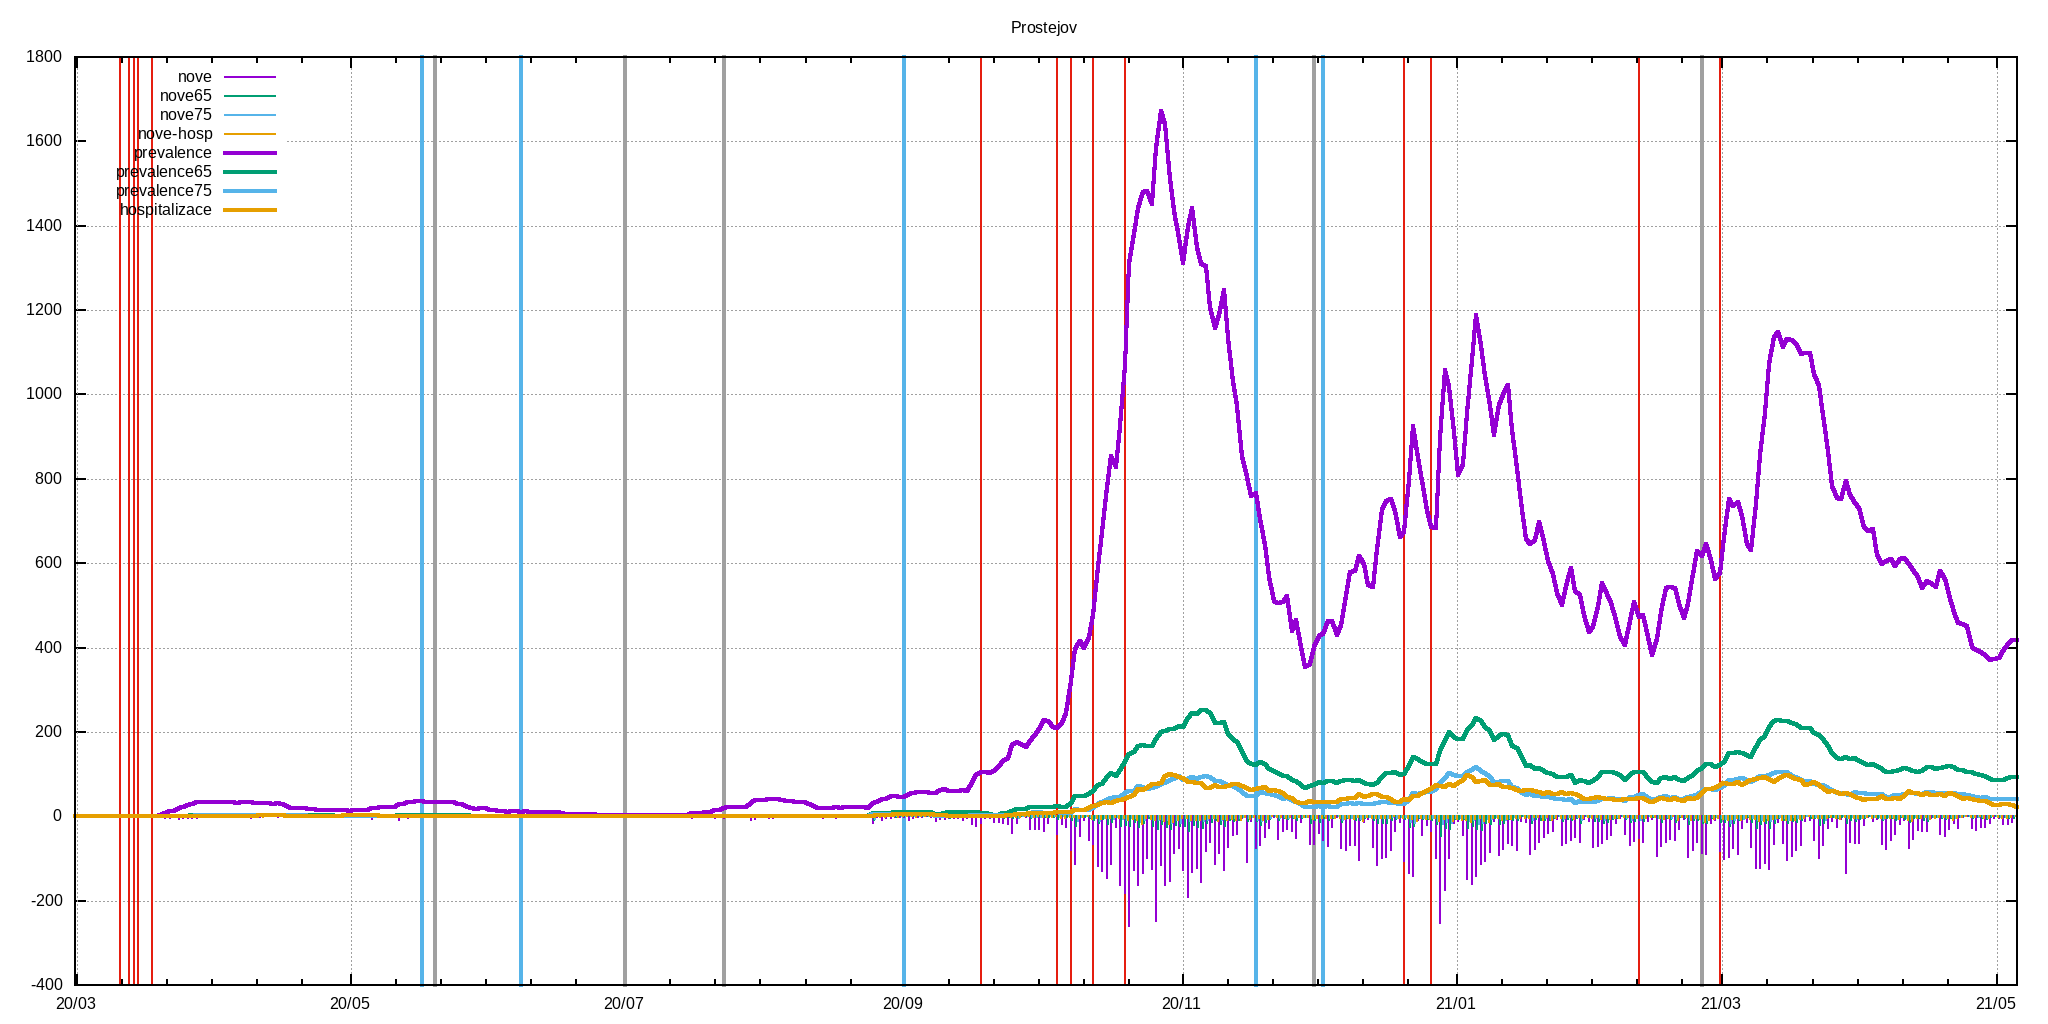 Prostejov
1800
1600
1400
1200
1000
800
600
400
200
0
-200
-400
nove
nove65
nove75
nove-hosp
prevalence
prevalence65
prevalence75
hospitalizace
20/03 20/05 20/07 20/09 20/11 21/01 21/03 21/05